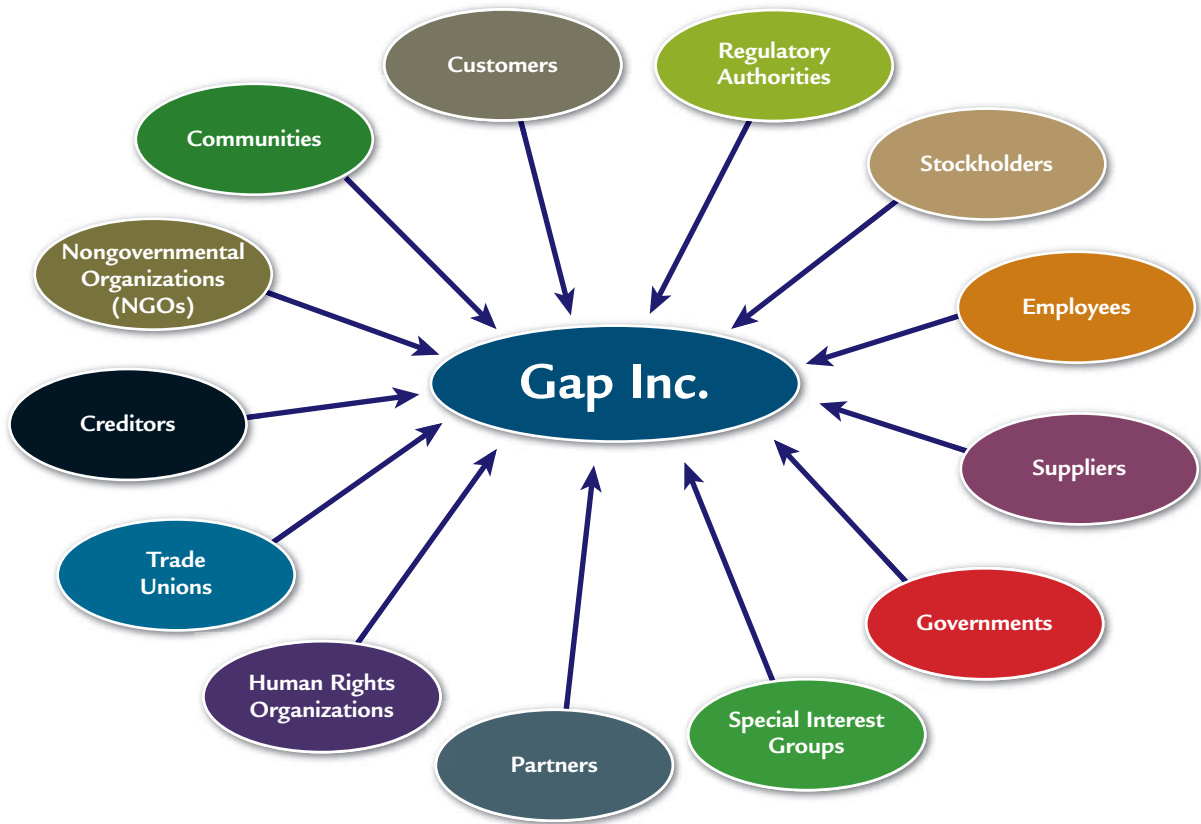 Customers
Regulatory
Authorities
Communities
Stockholders
Nongovernmental
Organizations
(NGOs)
Employees
Gap Inc.
Creditors
Suppliers
Trade
Unions
Governments
Human Rights
Organizations
Special Interest
Groups
Partners